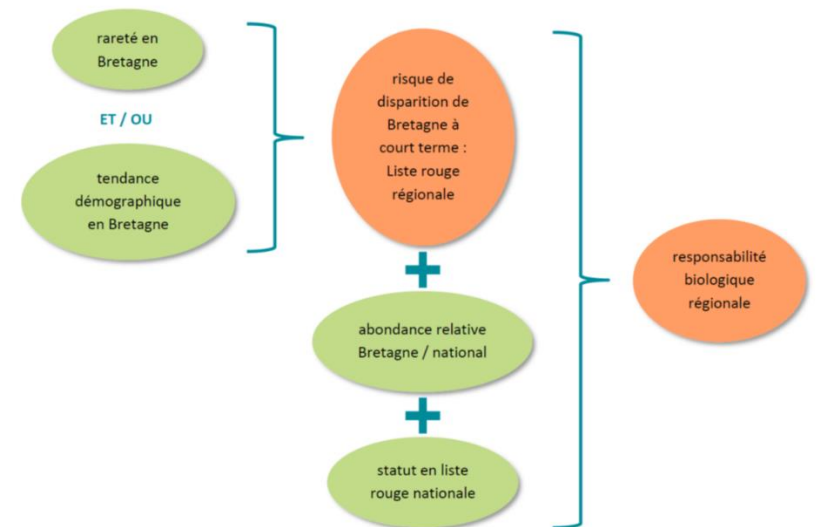 rareté en
Bretagne
ET / OU
tendance
démographique
en Bretagne
risque de
disparition de
Bretagne à
court terme :
Liste rouge
régionale
+
abondance relative
Bretagne / national
+
statut en liste
rouge nationale
responsabilité
biologique
régionale